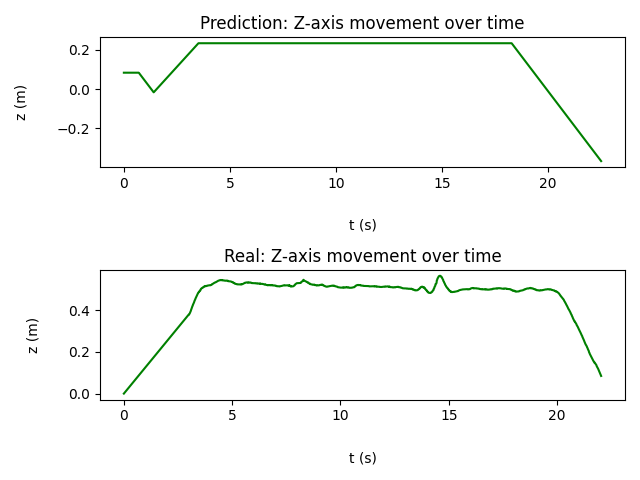 Prediction: Z-axis movement over time
0.2
0.0
−0.2
z (m)
0 5 10 15 20
t (s)
Real: Z-axis movement over time
0.4
0.2
0.0
z (m)
0 5 10 15 20
t (s)